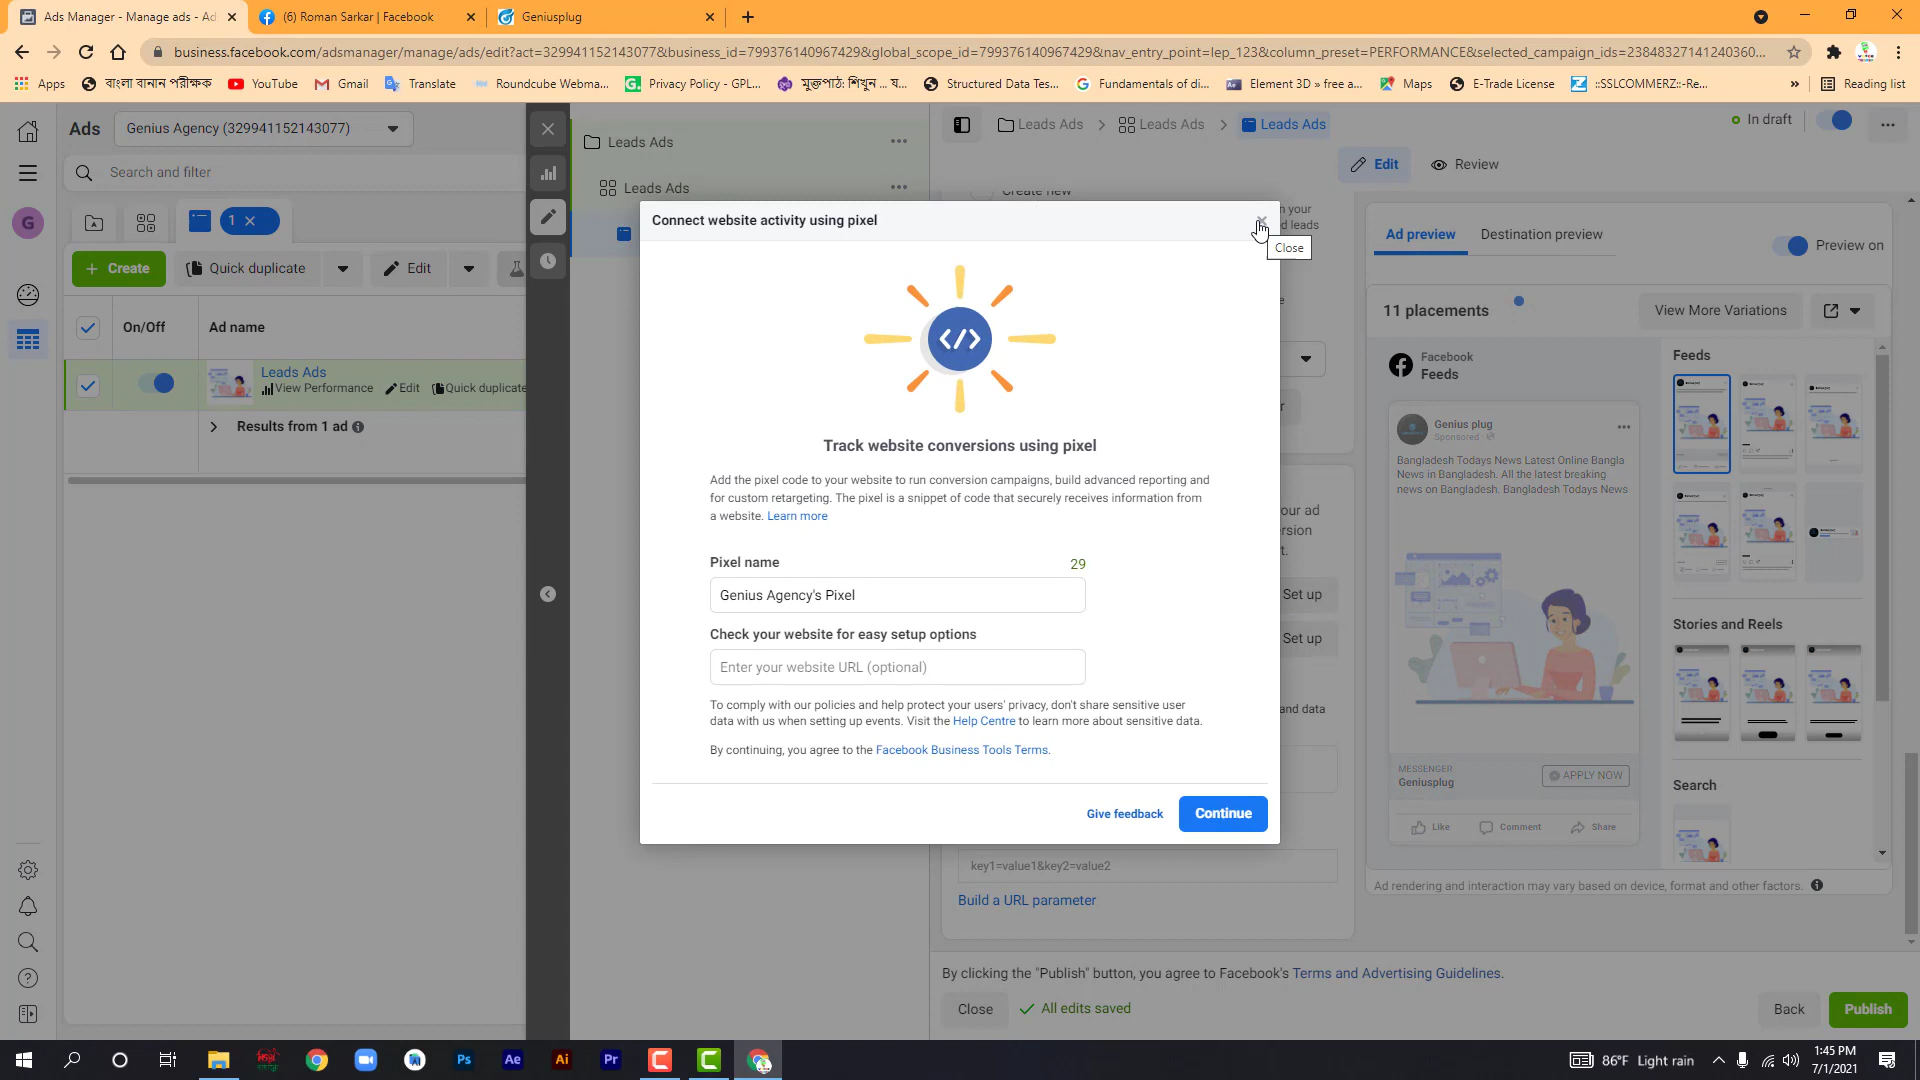 Ads Manager - Manage ads - Ad
(6) Roman Sarkar | Facebook
Geniusplug
business.facebook.com/adsmanager/manage/ads/edit?act=329941152143077&business_id=799376140967429&global_scope_id=799376140967429&nav_entry_point=lep_123&column_preset=PERFORMANCE&selected_campaign_ids=23848327141240360...
Apps
বাংলা বানান পরীক্ষক
YouTube
Gmail
Translate
Roundcube Webma...
Privacy Policy - GPL...
মুক্তপাঠ: শিখুন ... য...
Structured Data Tes...
Fundamentals of di...
Element 3D » free a...
Maps
E-Trade License
::SSLCOMMERZ::-Re...
Reading list
Ads
Genius Agency (329941152143077)
Search and filter
G
1
Create
Quick duplicate
Edit
On/Off
Ad name
Leads Ads
View Performance
Edit
Quick duplicate
Results from 1 ad
Leads Ads
Leads Ads
Leads Ads
Leads Ads
Leads Ads
In draft
Edit
Review
Create new
n your
d leads
Connect website activity using pixel
Close
Track website conversions using pixel
Add the pixel code to your website to run conversion campaigns, build advanced reporting and
for custom retargeting. The pixel is a snippet of code that securely receives information from
a website. Learn more
Pixel name
29
Genius Agency's Pixel
Check your website for easy setup options
Enter your website URL (optional)
To comply with our policies and help protect your users' privacy, don't share sensitive user
data with us when setting up events. Visit the Help Centre to learn more about sensitive data.
By continuing, you agree to the Facebook Business Tools Terms.
Give feedback
Continue
e
r
our ad
rsion
t.
Set up
Set up
and data
key1=value1&key2=value2
Build a URL parameter
By clicking the "Publish" button, you agree to Facebook's Terms and Advertising Guidelines.
Close
All edits saved
Back
Publish
Ad preview
Destination preview
Preview on
11 placements
View More Variations
Facebook
Feeds
Genius plug
Sponsored
Bangladesh Todays News Latest Online Bangla
News in Bangladesh. All the latest breaking
news on Bangladesh. Bangladesh Todays News
MESSENGER
Geniusplug
APPLY NOW
Like
Comment
Share
Feeds
Stories and Reels
Search
Ad rendering and interaction may vary based on device, format and other factors.
Ps
Ae
Ai
Pr
86°F Light rain
1:45 PM
7/1/2021